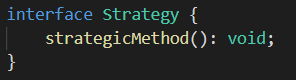 interface Strategy {
    strategicMethod(): void;
}